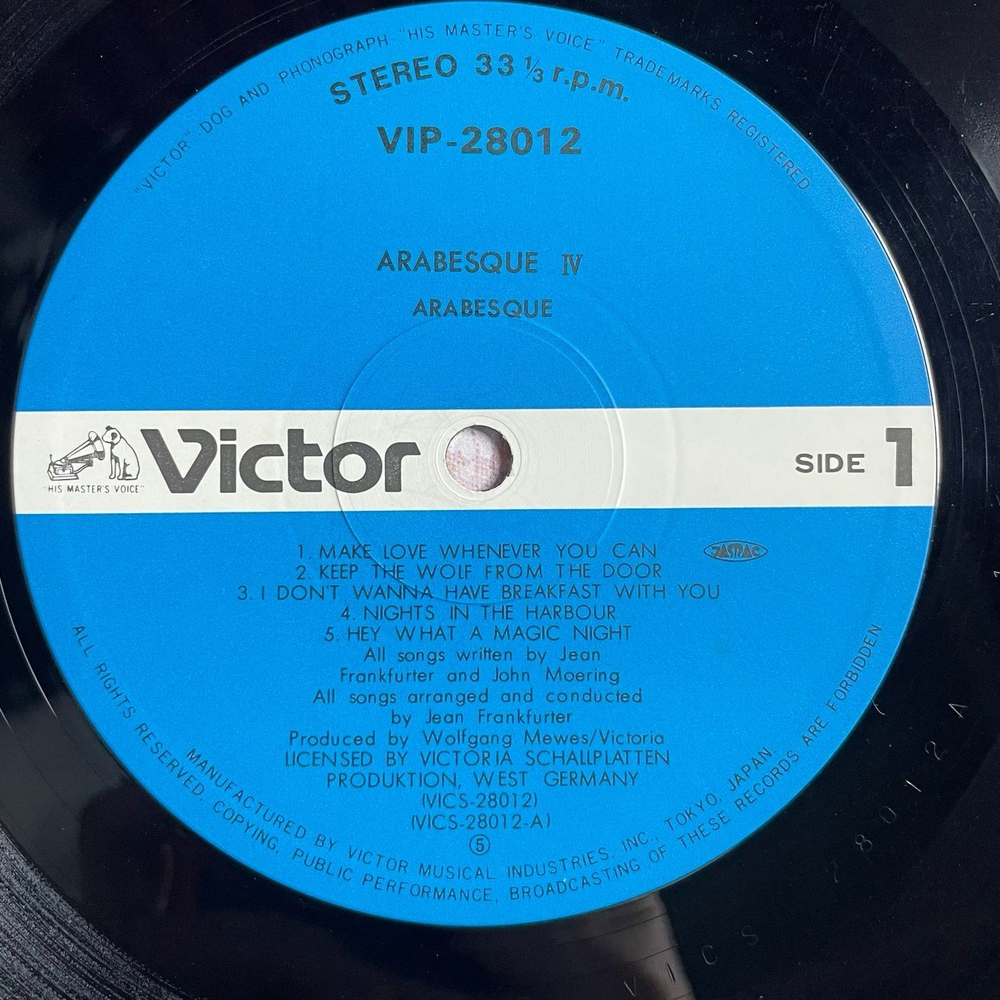 "VICTOR"-DOG AND PHONOGRAPH-"HIS MASTER'S VOICE" TRADE MARKS REGISTERED
STEREO 33 ⅓ r.p.m.
VIP-28012
ARABESQUE IV
ARABESQUE
"HIS MASTER'S VOICE"
Victor
SIDE 1
1. MAKE LOVE WHENEVER YOU CAN
JASRAC
2. KEEP THE WOLF FROM THE DOOR
3. I DON'T WANNA HAVE BREAKFAST WITH YOU
4. NIGHTS IN THE HARBOUR
5. HEY WHAT A MAGIC NIGHT
All songs written by Jean
Frankfurter and John Moering
All songs arranged and conducted
by Jean Frankfurter
Produced by Wolfgang Mewes/Victoria
LICENSED BY VICTORIA SCHALLPLATTEN
PRODUKTION, WEST GERMANY
(VICS-28012)
(VICS-28012-A)
⑤
MANUFACTURED BY VICTOR MUSICAL INDUSTRIES, INC., TOKYO, JAPAN.
ALL RIGHTS RESERVED, COPYING, PUBLIC PERFORMANCE, BROADCASTING OF THESE RECORDS ARE FORBIDDEN
VICS 28012 A